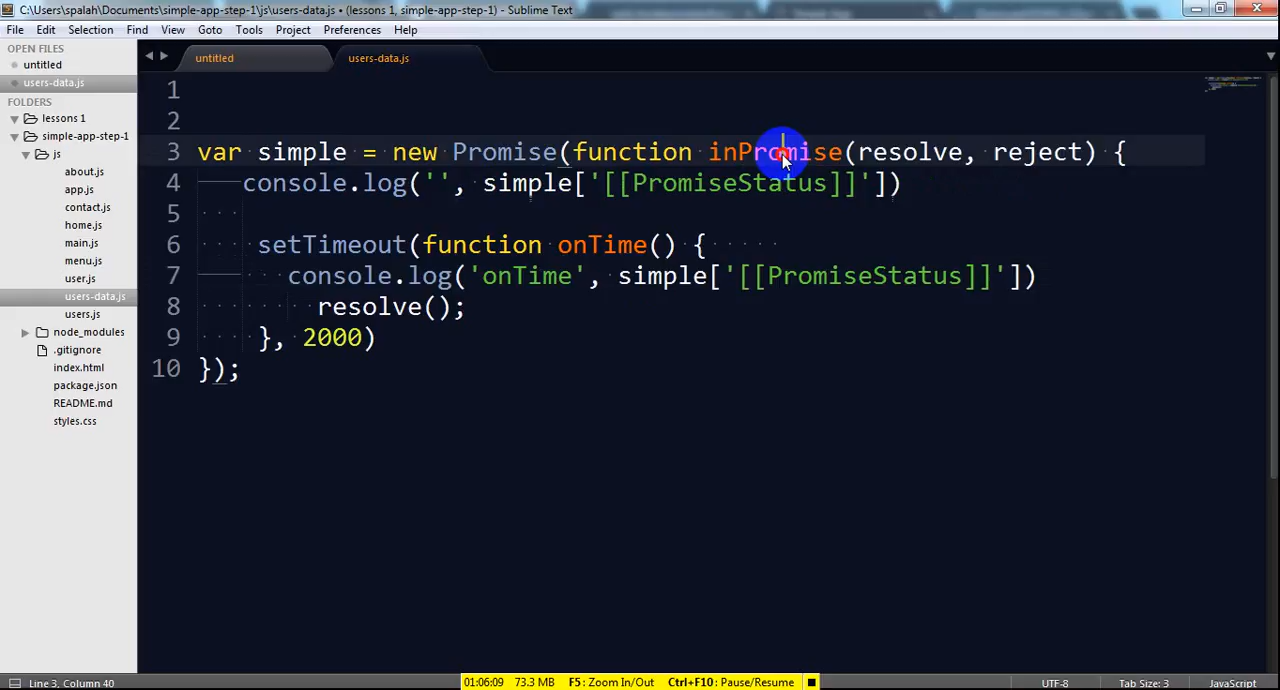 C:\Users\spalah\Documents\simple-app-step-1\js\users-data.js • (lessons 1, simple-app-step-1) - Sublime Text
File Edit Selection Find View Goto Tools Project Preferences Help
OPEN FILES
untitled
users-data.js
FOLDERS
lessons 1
simple-app-step-1
js
about.js
app.js
contact.js
home.js
main.js
menu.js
user.js
users-data.js
users.js
node_modules
.gitignore
index.html
package.json
README.md
styles.css
untitled users-data.js
1
2
3 var simple = new Promise(function inPromise(resolve, reject) {
4 console.log('', simple['[[PromiseStatus]]'])
5
6 setTimeout(function onTime() {
7 console.log('onTime', simple['[[PromiseStatus]]'])
8 resolve();
9 }, 2000)
10 });
Line 3, Column 40 01:06:09 73.3 MB F5: Zoom In/Out Ctrl+F10: Pause/Resume UTF-8 Tab Size: 3 JavaScript